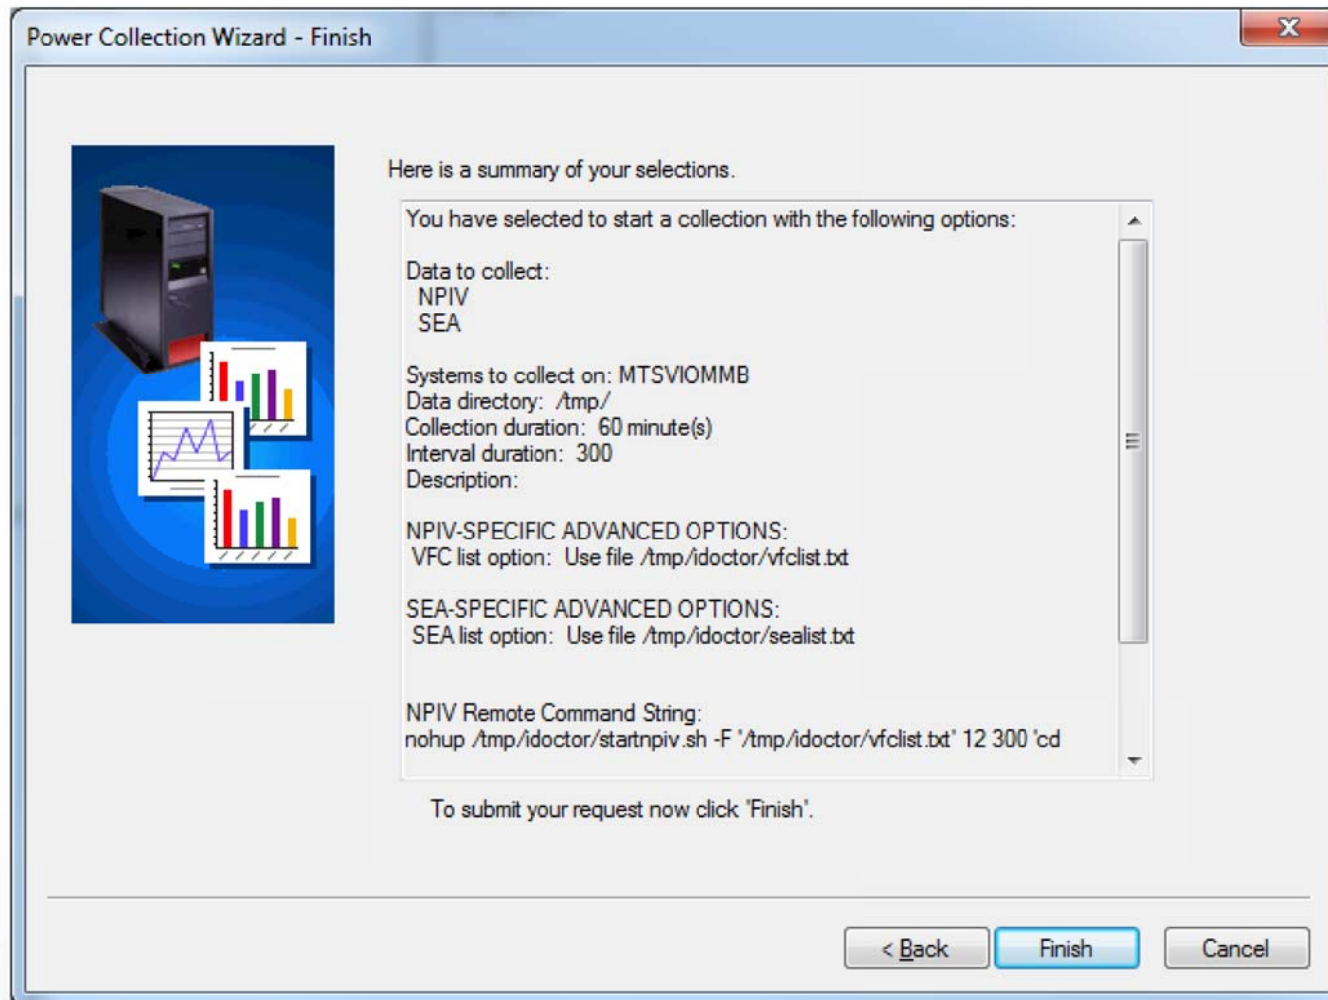 Power Collection Wizard - Finish
Here is a summary of your selections.
You have selected to start a collection with the following options:
Data to collect:
NPIV
SEA
Systems to collect on: MTSVIOMMB
Data directory: /tmp/
Collection duration: 60 minute(s)
Interval duration: 300
Description:
NPIV-SPECIFIC ADVANCED OPTIONS:
VFC list option: Use file /tmp/idoctor/vfclist.txt
SEA-SPECIFIC ADVANCED OPTIONS:
SEA list option: Use file /tmp/idoctor/sealist.txt
NPIV Remote Command String:
nohup /tmp/idoctor/startnpiv.sh -F "/tmp/idoctor/vfclist.txt" 12 300 "cd
To submit your request now click 'Finish'.
< Back
Finish
Cancel